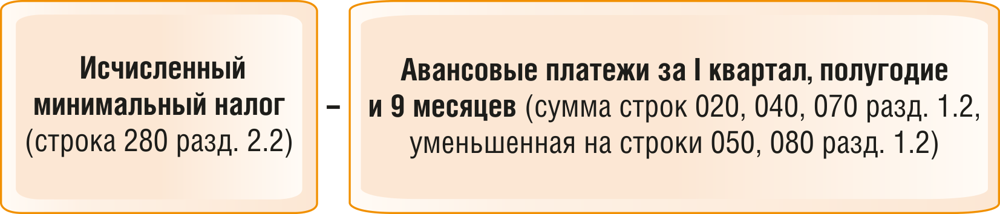 Исчисленный
минимальный налог
(строка 280 разд. 2.2)
–
Авансовые платежи за I квартал, полугодие
и 9 месяцев (сумма строк 020, 040, 070 разд. 1.2,
уменьшенная на строки 050, 080 разд. 1.2)